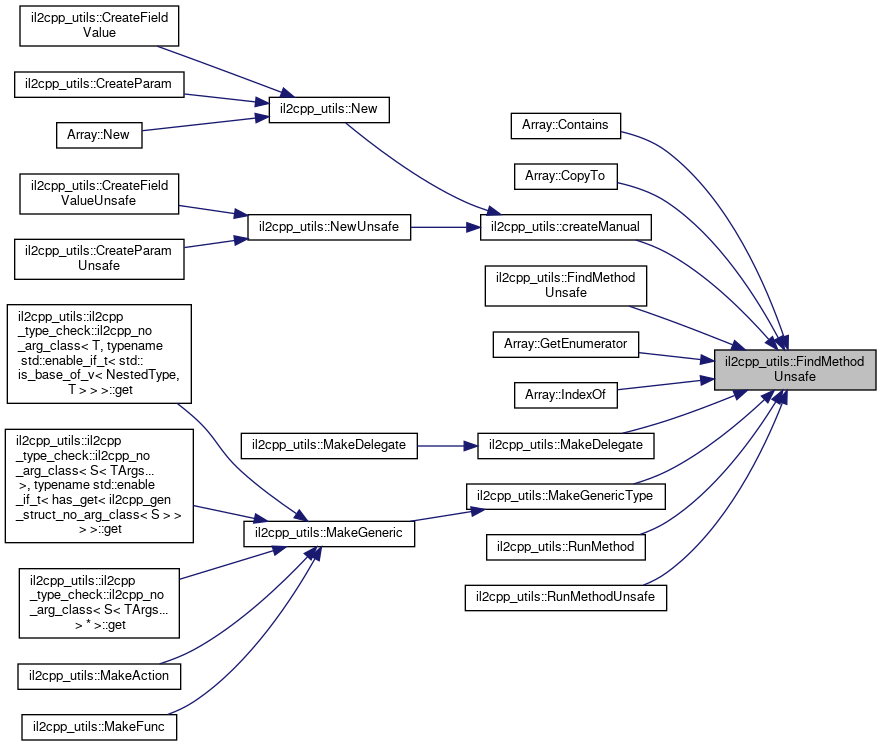 il2cpp_utils::CreateField
Value
il2cpp_utils::CreateParam
Array::New
il2cpp_utils::CreateField
ValueUnsafe
il2cpp_utils::CreateParam
Unsafe
il2cpp_utils::il2cpp
_type_check::il2cpp_no
_arg_class< T, typename
std::enable_if_t< std::
is_base_of_v< NestedType,
T > > >::get
il2cpp_utils::il2cpp
_type_check::il2cpp_no
_arg_class< S< TArgs...
>, typename std::enable
_if_t< has_get< il2cpp_gen
_struct_no_arg_class< S > >
> >::get
il2cpp_utils::il2cpp
_type_check::il2cpp_no
_arg_class< S< TArgs...
> * >::get
il2cpp_utils::MakeAction
il2cpp_utils::MakeFunc
il2cpp_utils::New
il2cpp_utils::NewUnsafe
il2cpp_utils::MakeDelegate
il2cpp_utils::MakeGeneric
Array::Contains
Array::CopyTo
il2cpp_utils::createManual
il2cpp_utils::FindMethod
Unsafe
Array::GetEnumerator
Array::IndexOf
il2cpp_utils::MakeDelegate
il2cpp_utils::MakeGenericType
il2cpp_utils::RunMethod
il2cpp_utils::RunMethodUnsafe
il2cpp_utils::FindMethod
Unsafe